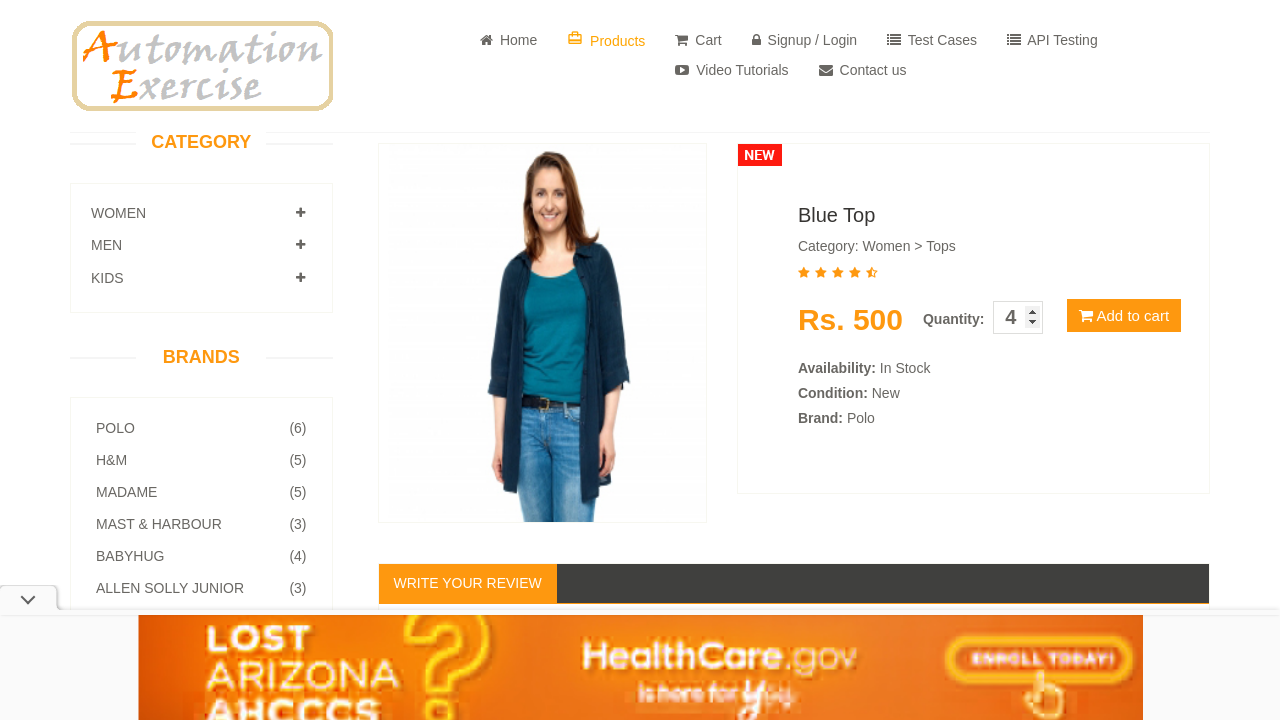 Automation
Exercise
Home
Products
Cart
Signup / Login
Test Cases
API Testing
Video Tutorials
Contact us
CATEGORY
WOMEN
MEN
KIDS
BRANDS
POLO (6)
H&M (5)
MADAME (5)
MAST & HARBOUR (3)
BABYHUG (4)
ALLEN SOLLY JUNIOR (3)
NEW
Blue Top
Category: Women > Tops
Rs. 500 Quantity: 4 Add to cart
Availability: In Stock
Condition: New
Brand: Polo
WRITE YOUR REVIEW
LOST
ARIZONA
AHCCCS
?
HealthCare.gov
is here for you.
ENROLL TODAY!